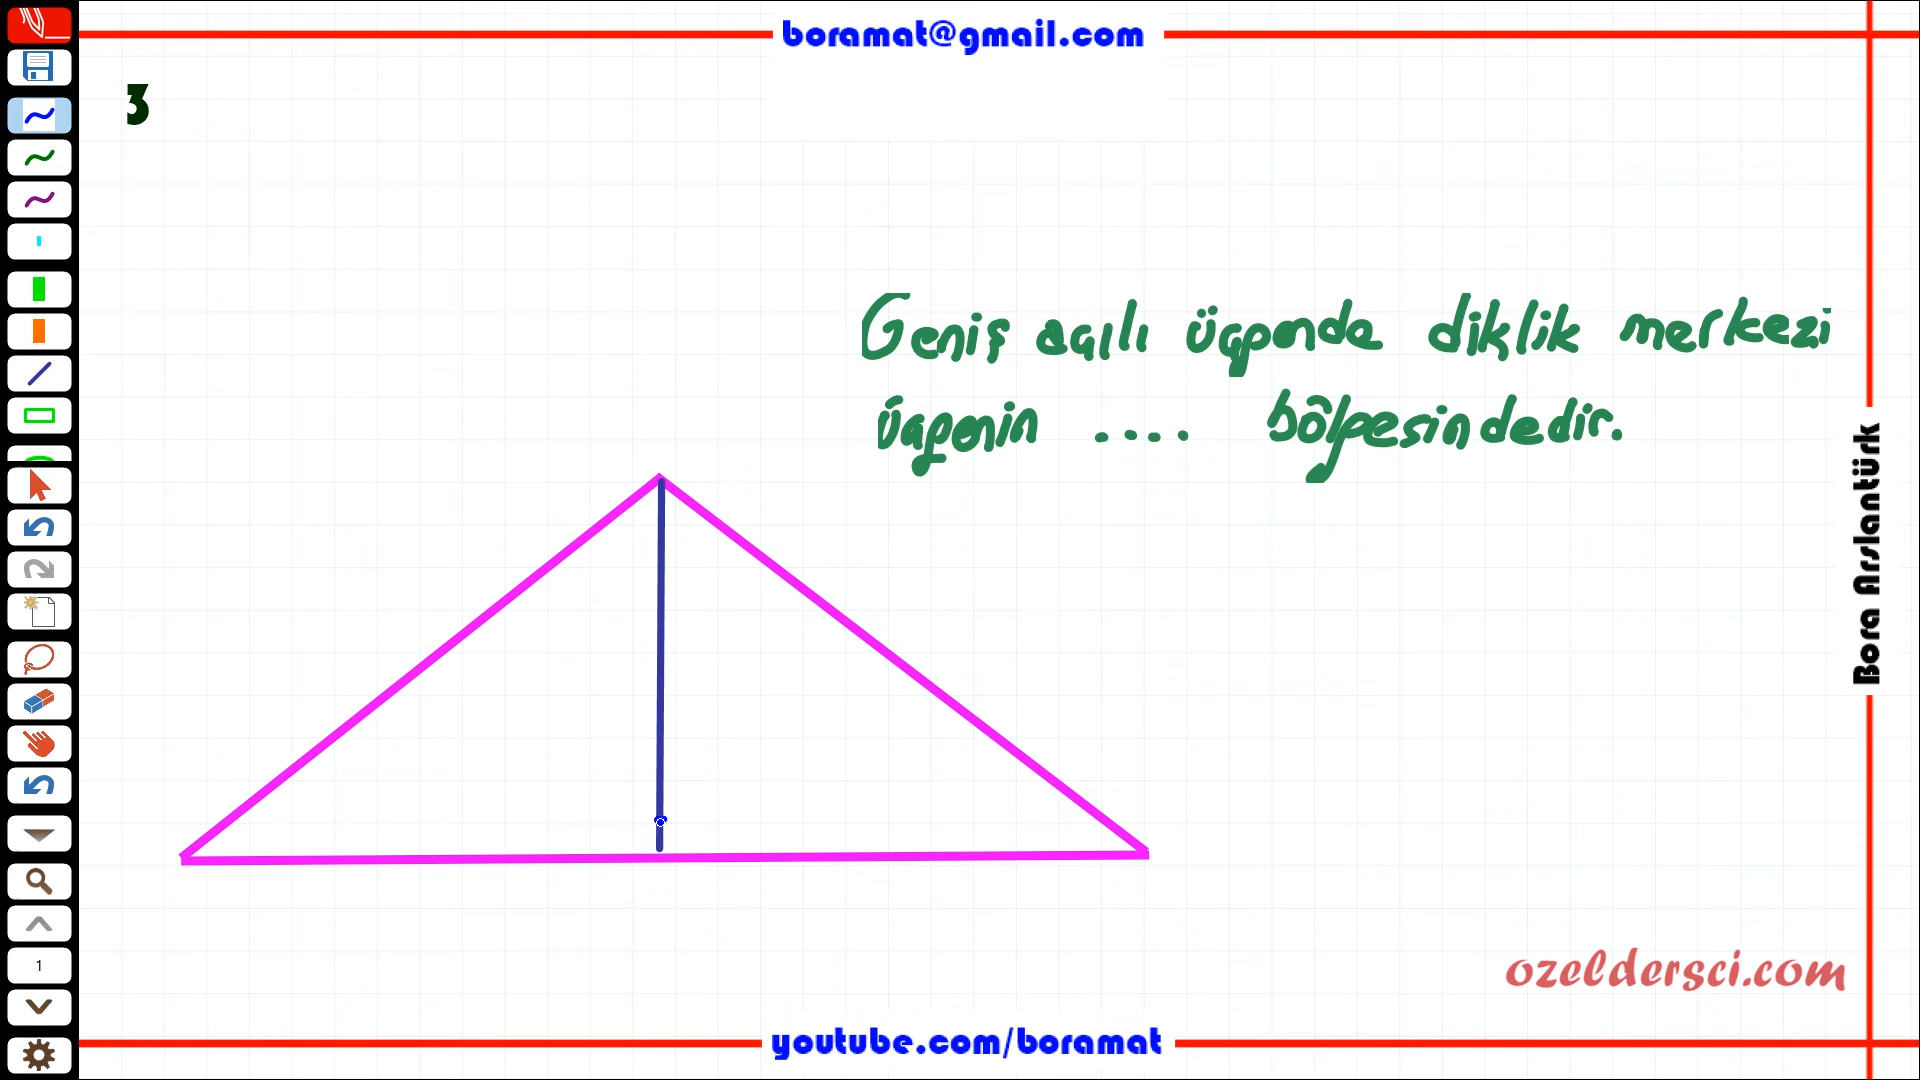 boramat@gmail.com
3
Geniş açılı üçgende diklik merkezi
üçgenin .... bölgesindedir.
Bora Arslantürk
ozeldersci.com
1
youtube.com/boramat